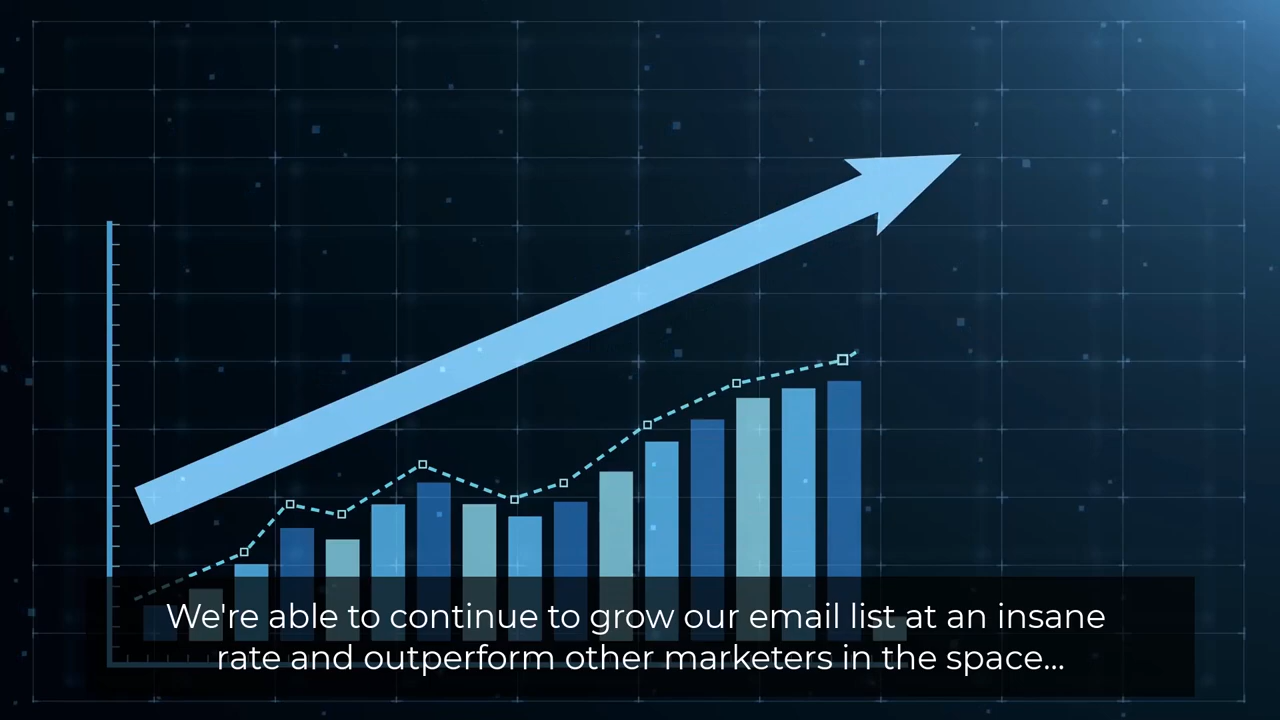 We're able to continue to grow our email list at an insane
rate and outperform other marketers in the space...